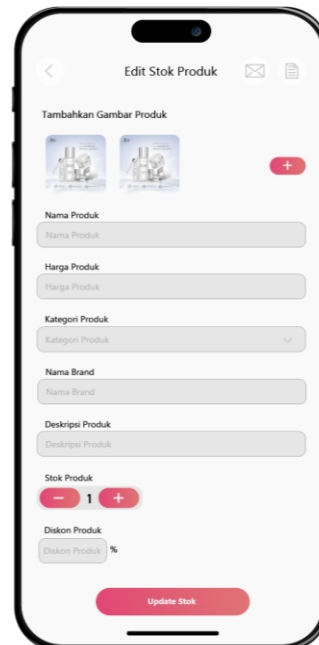 Edit Stok Produk
Tambahkan Gambar Produk
+
Nama Produk
Nama Produk
Harga Produk
Harga Produk
Kategori Produk
Kategori Produk
Nama Brand
Nama Brand
Deskripsi Produk
Deskripsi Produk
Stok Produk
− 1 +
Diskon Produk
Diskon Produk %
Update Stok